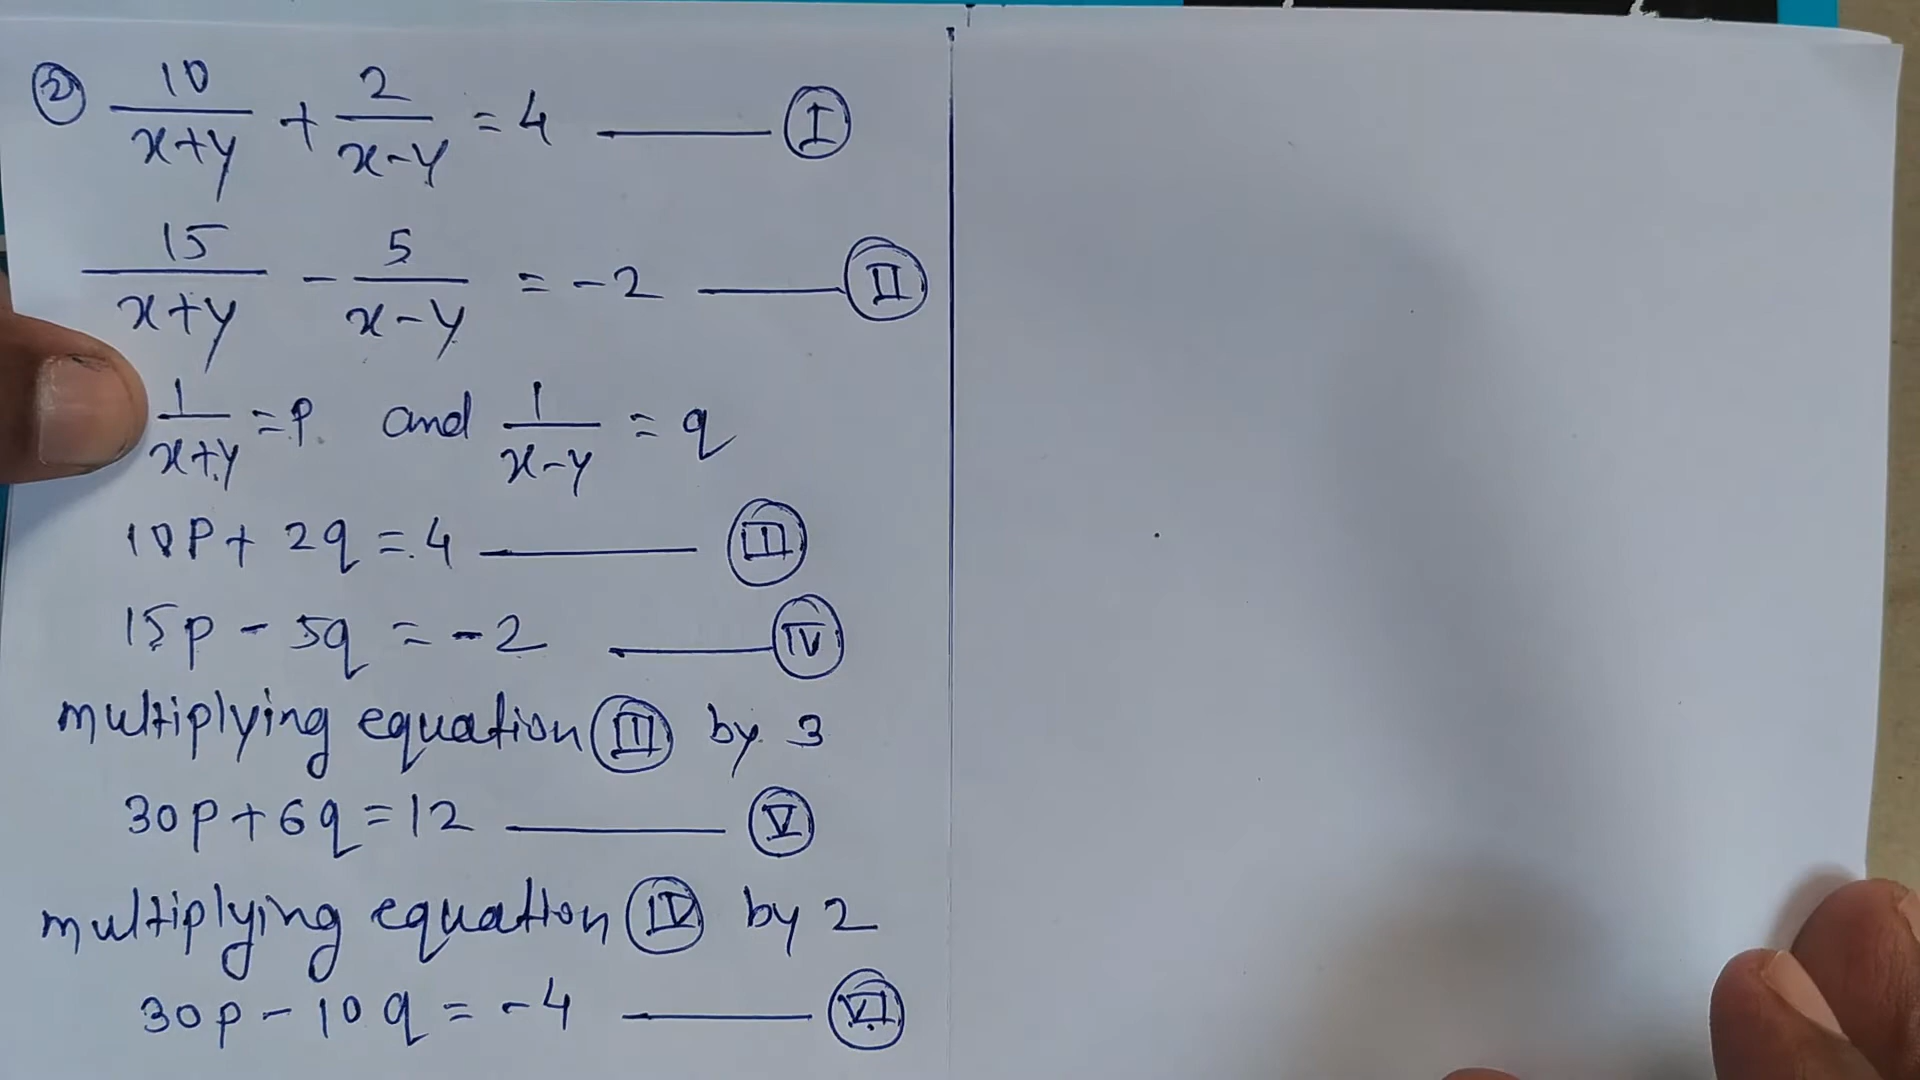 ② 10/(x+y) + 2/(x-y) = 4 ——— Ⓘ
15/(x+y) - 5/(x-y) = -2 ——— II
1/(x+y) = P and 1/(x-y) = q
10P + 2q = 4 ——— III
15p - 5q = -2 ——— IV
multiplying equation III by 3
30p + 6q = 12 ——— V
multiplying equation IV by 2
30p - 10q = -4 ——— VI